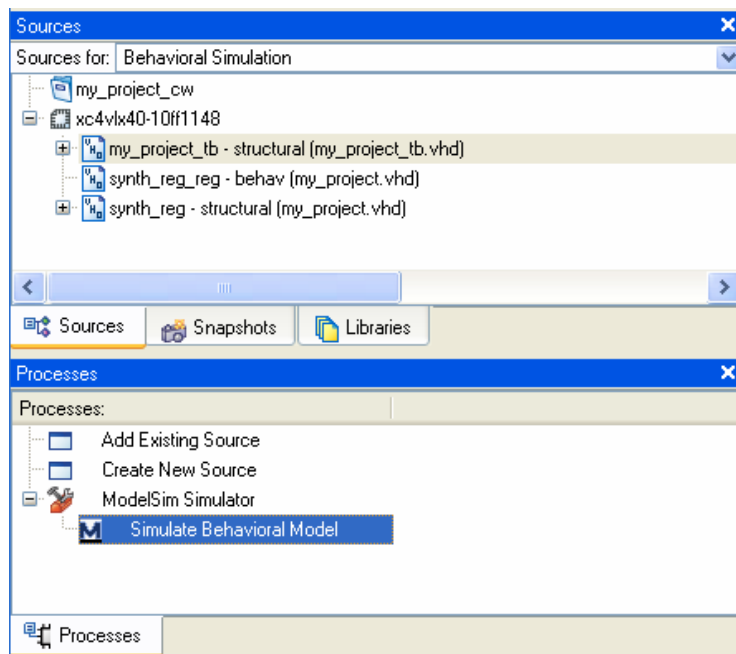 Sources
Sources for: Behavioral Simulation
my_project_cw
xc4vlx40-10ff1148
my_project_tb - structural (my_project_tb.vhd)
synth_reg_reg - behav (my_project.vhd)
synth_reg - structural (my_project.vhd)
Sources Snapshots Libraries
Processes
Processes:
Add Existing Source
Create New Source
ModelSim Simulator
Simulate Behavioral Model
Processes